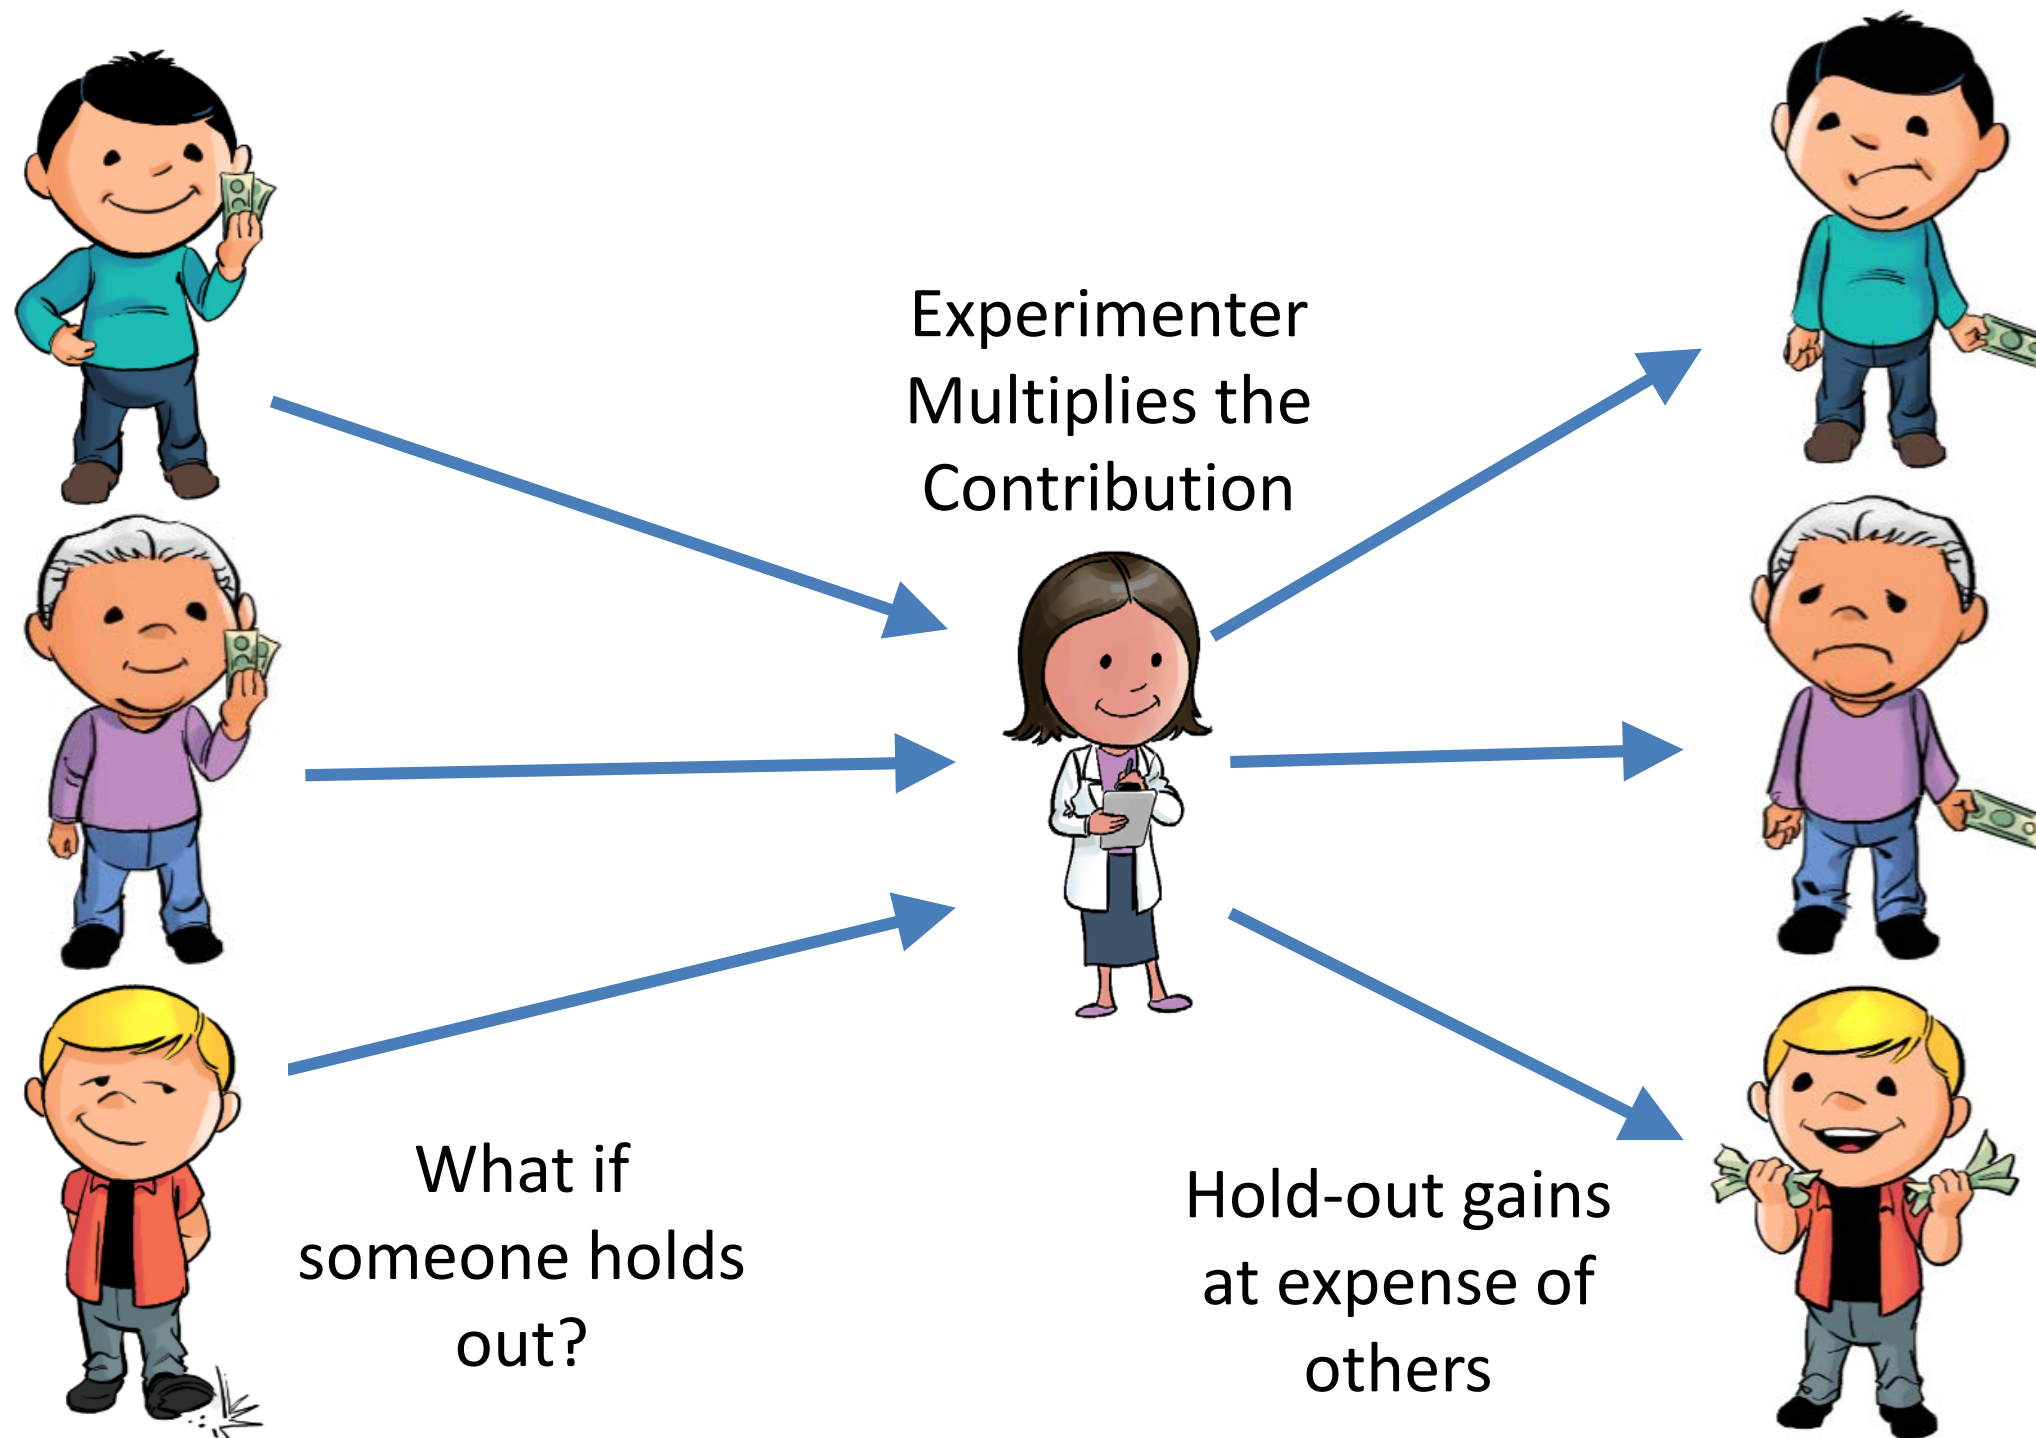 Experimenter
Multiplies the
Contribution
What if
someone holds
out?
Hold-out gains
at expense of
others